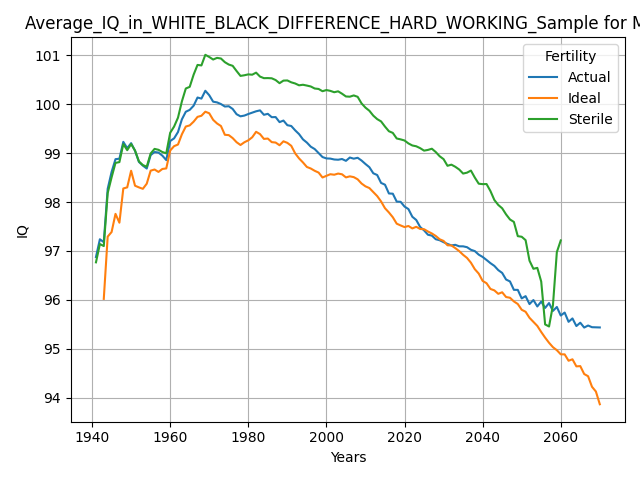 Average_IQ_in_WHITE_BLACK_DIFFERENCE_HARD_WORKING_Sample for M
Fertility
Actual
Ideal
Sterile
101
100
99
98
97
96
95
94
IQ
1940 1960 1980 2000 2020 2040 2060
Years